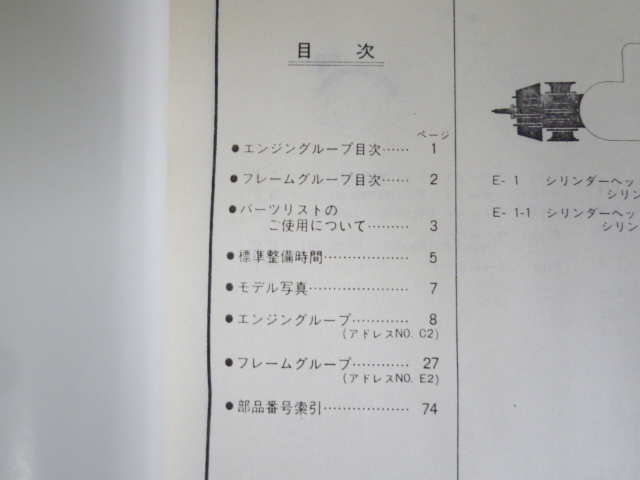 目 次
ページ
●エンジングループ目次…… 1
●フレームグループ目次…… 2
●パーツリストの
ご使用について……… 3
●標準整備時間……………… 5
●モデル写真………………… 7
●エンジングループ………… 8
(アドレスNO. C2)
●フレームグループ………… 27
(アドレスNO. E2)
●部品番号索引……………… 74
E- 1 シリンダーヘッ
シリン
E- 1-1 シリンダーヘッ
シリン